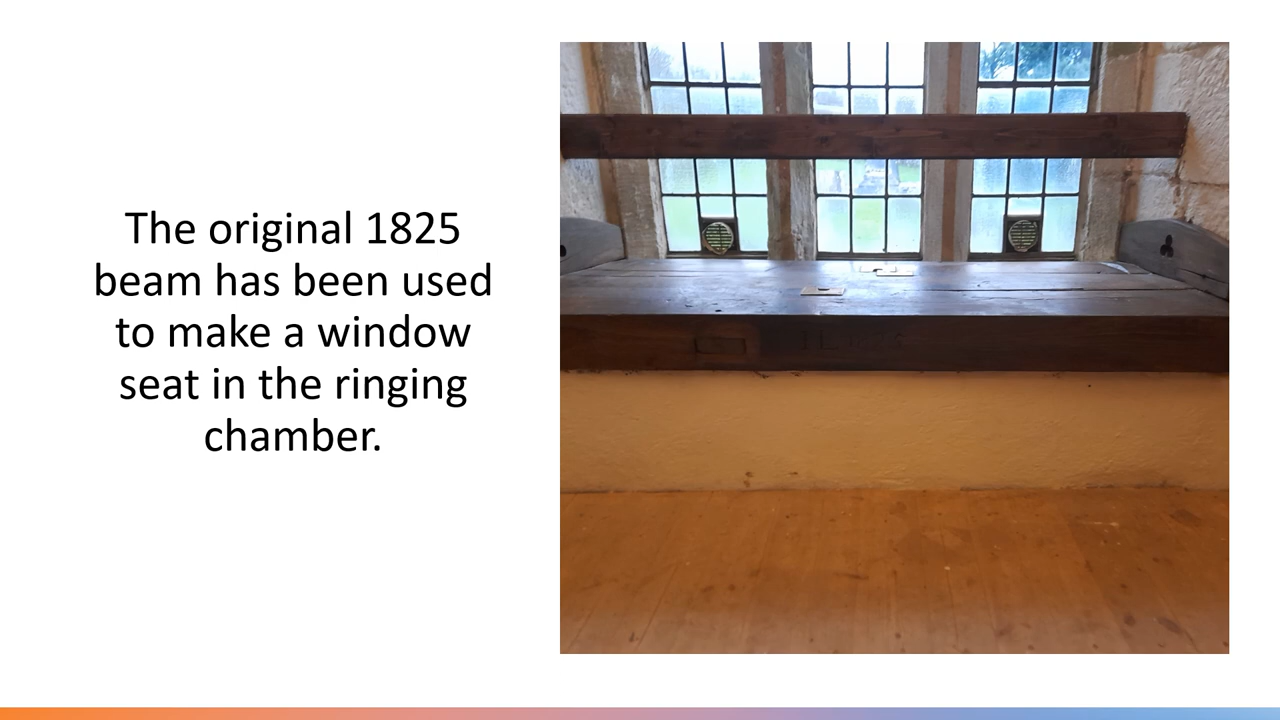 The original 1825
beam has been used
to make a window
seat in the ringing
chamber.